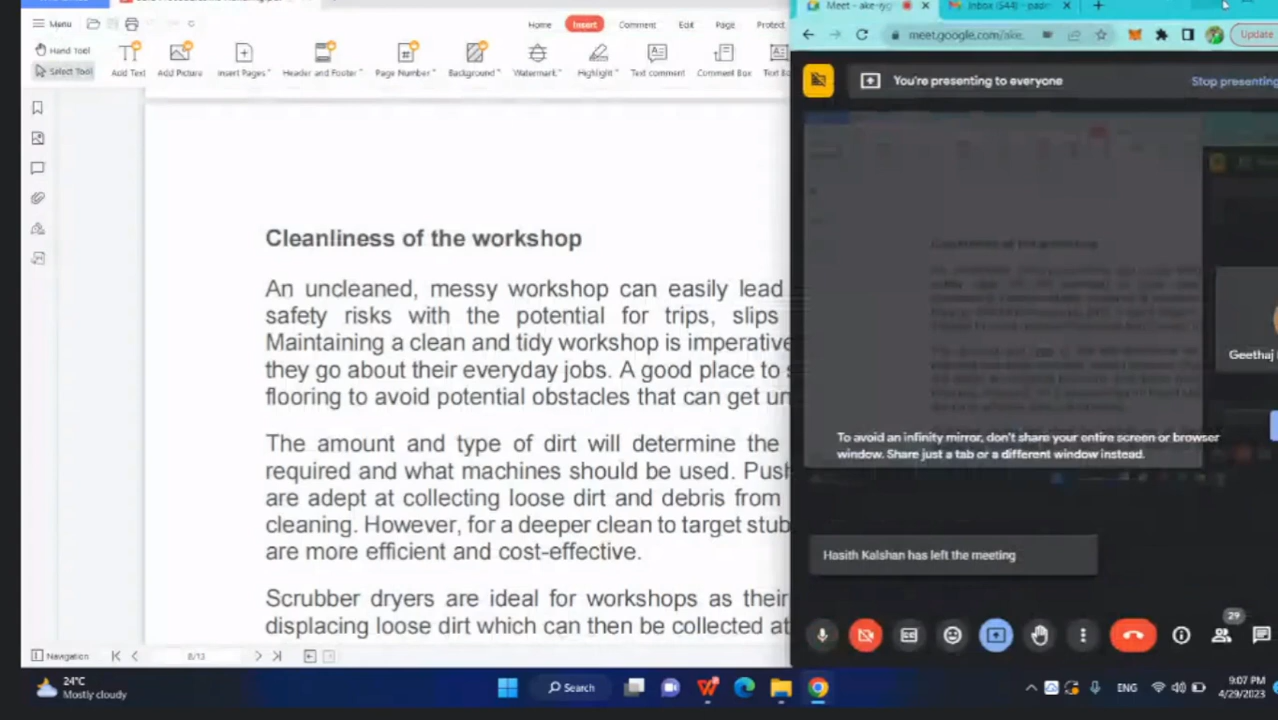 Menu
Home
Insert
Comment
Edit
Page
Protect
Hand Tool
Select Tool
Add Text
Add Picture
Insert Pages
Header and Footer
Page Number
Background
Watermark
Highlight
Text comment
Comment Box
Cleanliness of the workshop
An uncleaned, messy workshop can easily lead
safety risks with the potential for trips, slips
Maintaining a clean and tidy workshop is imperative
they go about their everyday jobs. A good place to
flooring to avoid potential obstacles that can get
The amount and type of dirt will determine the
required and what machines should be used.
are adept at collecting loose dirt and debris from
cleaning. However, for a deeper clean to target
are more efficient and cost-effective.
Scrubber dryers are ideal for workshops as their
displacing loose dirt which can then be collected at
Navigation
8/13
Meet - ake-iyo
Inbox (544) - padm
meet.google.com/ake
Update
You're presenting to everyone
Stop presenting
Geethaj
To avoid an infinity mirror, don't share your entire screen or browser
window. Share just a tab or a different window instead.
Hasith Kalshan has left the meeting
29
24°C
Mostly cloudy
Search
ENG
9:07 PM
4/29/2023